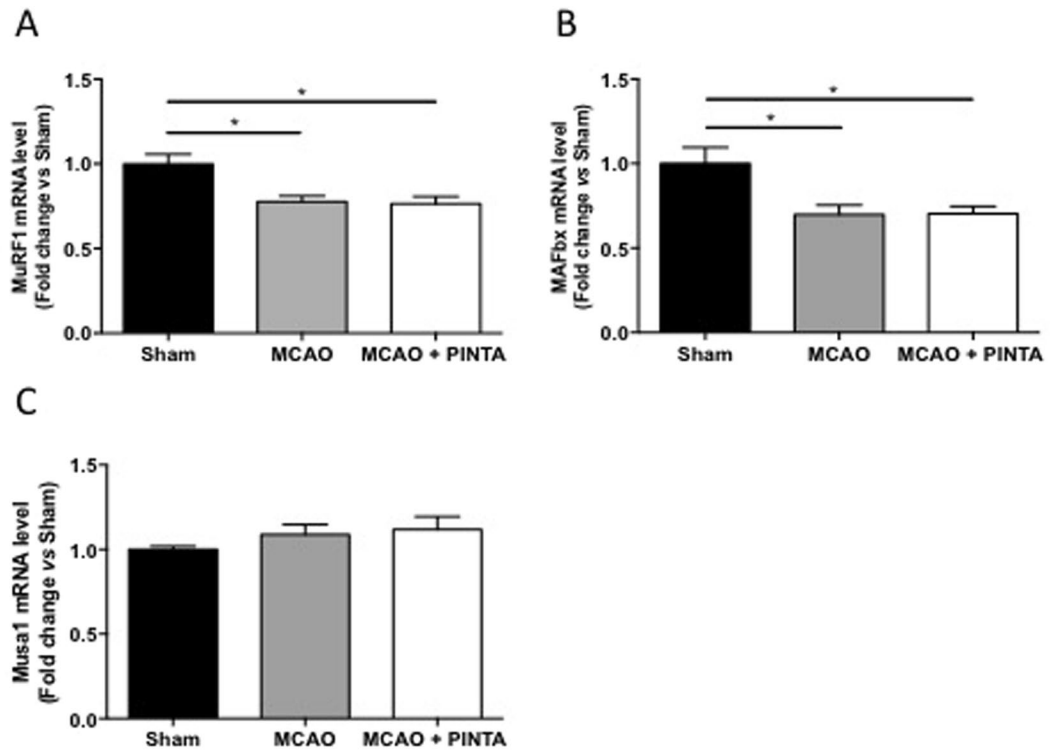 A
MuRF1 mRNA level
(Fold change vs Sham)
1.5
1.0
0.5
0.0
*
*
Sham
MCAO
MCAO + PINTA
B
MAFbx mRNA level
(Fold change vs Sham)
1.5
1.0
0.5
0.0
*
*
Sham
MCAO
MCAO + PINTA
C
Musa1 mRNA level
(Fold change vs Sham)
1.5
1.0
0.5
0.0
Sham
MCAO
MCAO + PINTA